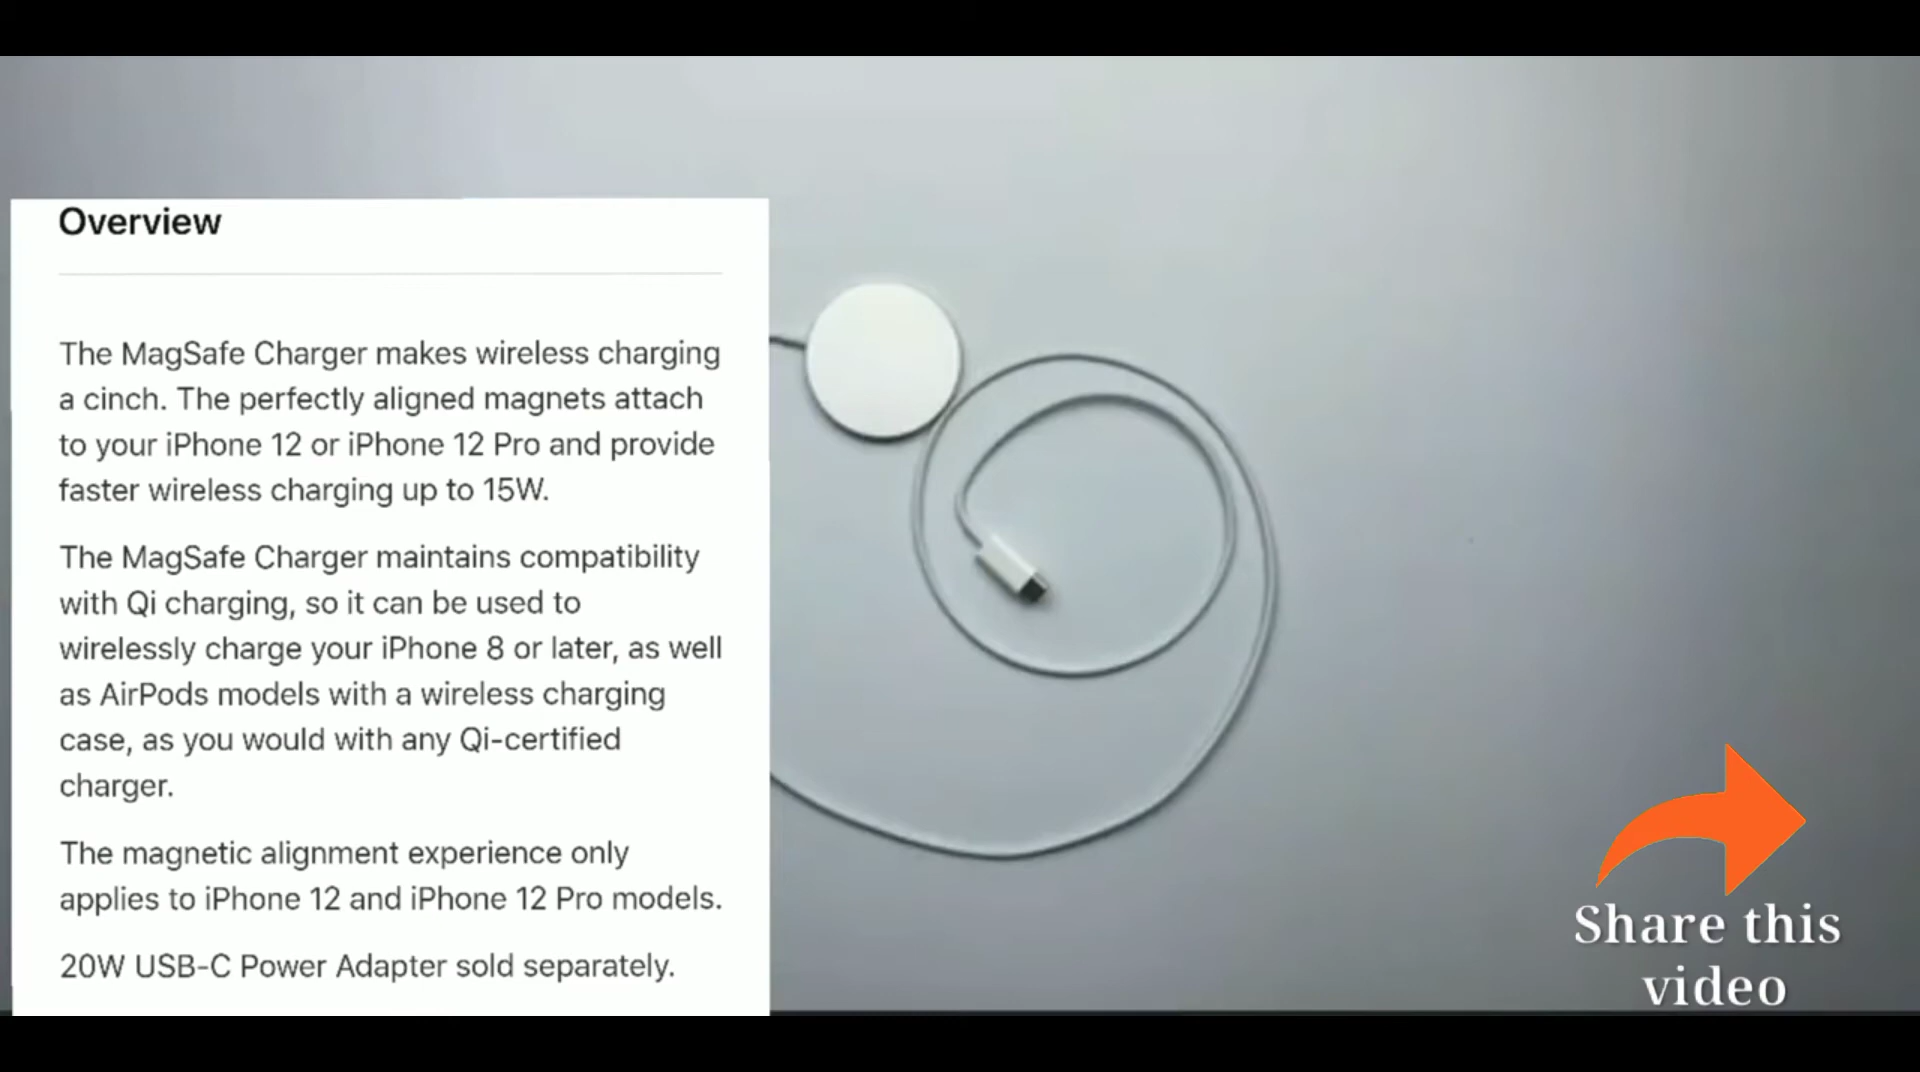 Overview
The MagSafe Charger makes wireless charging
a cinch. The perfectly aligned magnets attach
to your iPhone 12 or iPhone 12 Pro and provide
faster wireless charging up to 15W.
The MagSafe Charger maintains compatibility
with Qi charging, so it can be used to
wirelessly charge your iPhone 8 or later, as well
as AirPods models with a wireless charging
case, as you would with any Qi-certified
charger.
The magnetic alignment experience only
applies to iPhone 12 and iPhone 12 Pro models.
20W USB-C Power Adapter sold separately.
Share this
video